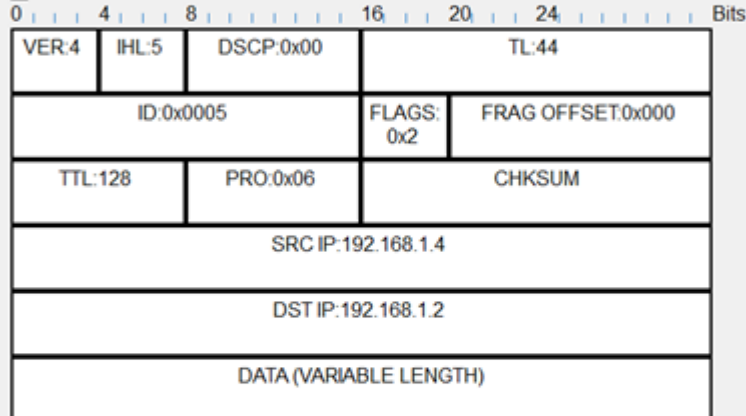 0 4 8 16 20 24 Bits
VER:4 IHL:5 DSCP:0x00 TL:44
ID:0x0005 FLAGS: FRAG OFFSET:0x000
0x2
TTL:128 PRO:0x06 CHKSUM
SRC IP:192.168.1.4
DST IP:192.168.1.2
DATA (VARIABLE LENGTH)